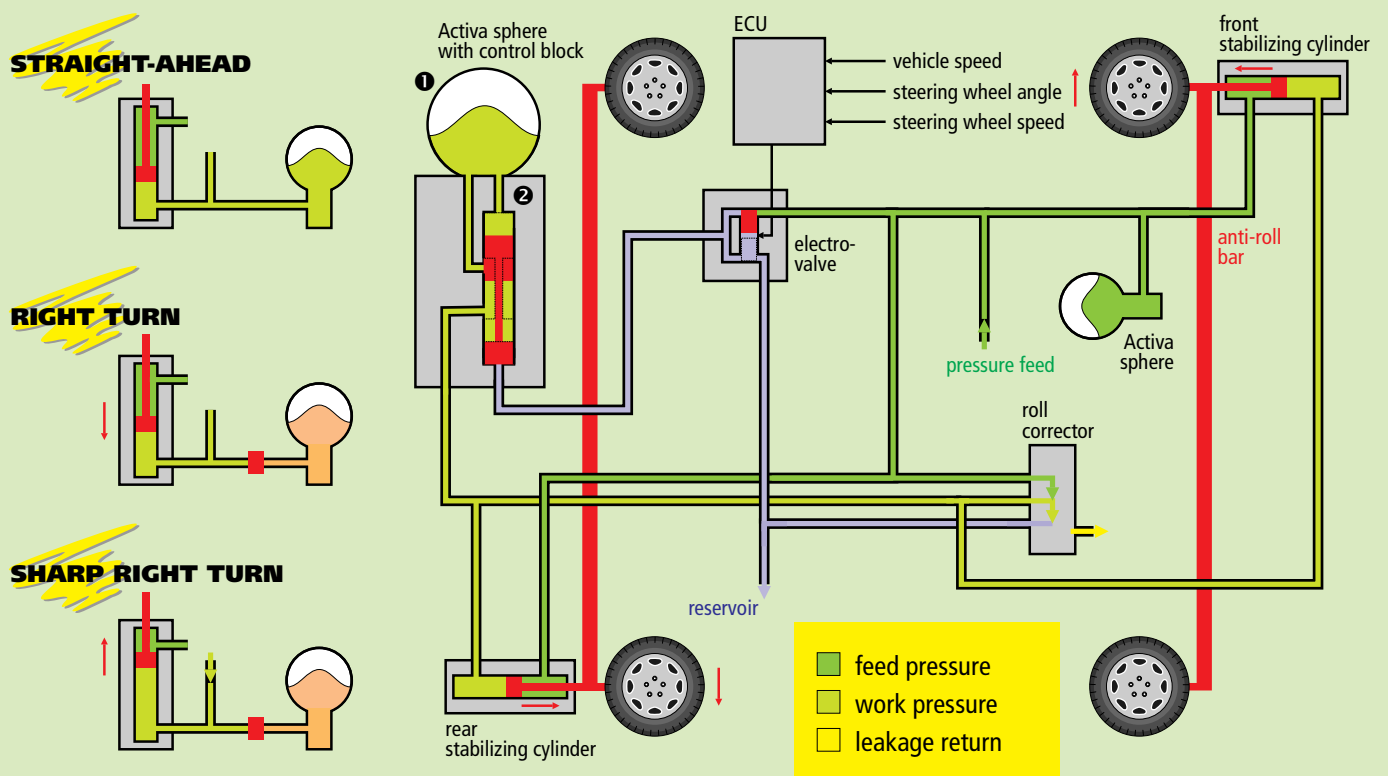 STRAIGHT-AHEAD
RIGHT TURN
SHARP RIGHT TURN
Activa sphere
with control block
❶
❷
ECU
vehicle speed
steering wheel angle
steering wheel speed
electro-
valve
front
stabilizing cylinder
anti-roll
bar
Activa
sphere
pressure feed
roll
corrector
reservoir
rear
stabilizing cylinder
feed pressure
work pressure
leakage return